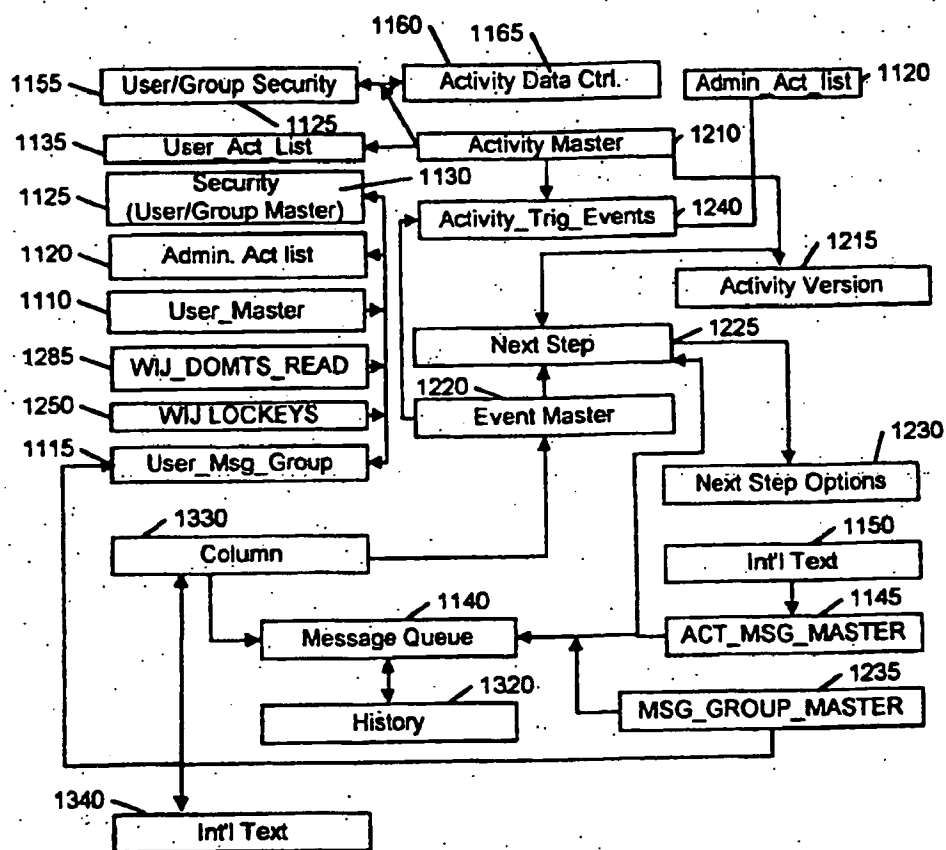 1160 1165
1155 User/Group Security Activity Data Ctrl. Admin_Act_list 1120
1125
1135 User_Act_List Activity Master 1210
1125 Security 1130
(User/Group Master) Activity_Trig_Events 1240
1120 Admin. Act list 1215
Activity Version
1110 User_Master
1225
Next Step
1285 WIJ_DOMTS_READ
1220
1250 WIJ LOCKEYS Event Master
1230
1115 User_Msg_Group Next Step Options
1330 1150
Column Int'l Text
1140 1145
Message Queue ACT_MSG_MASTER
1235
1320 MSG_GROUP_MASTER
History
1340
Int'l Text